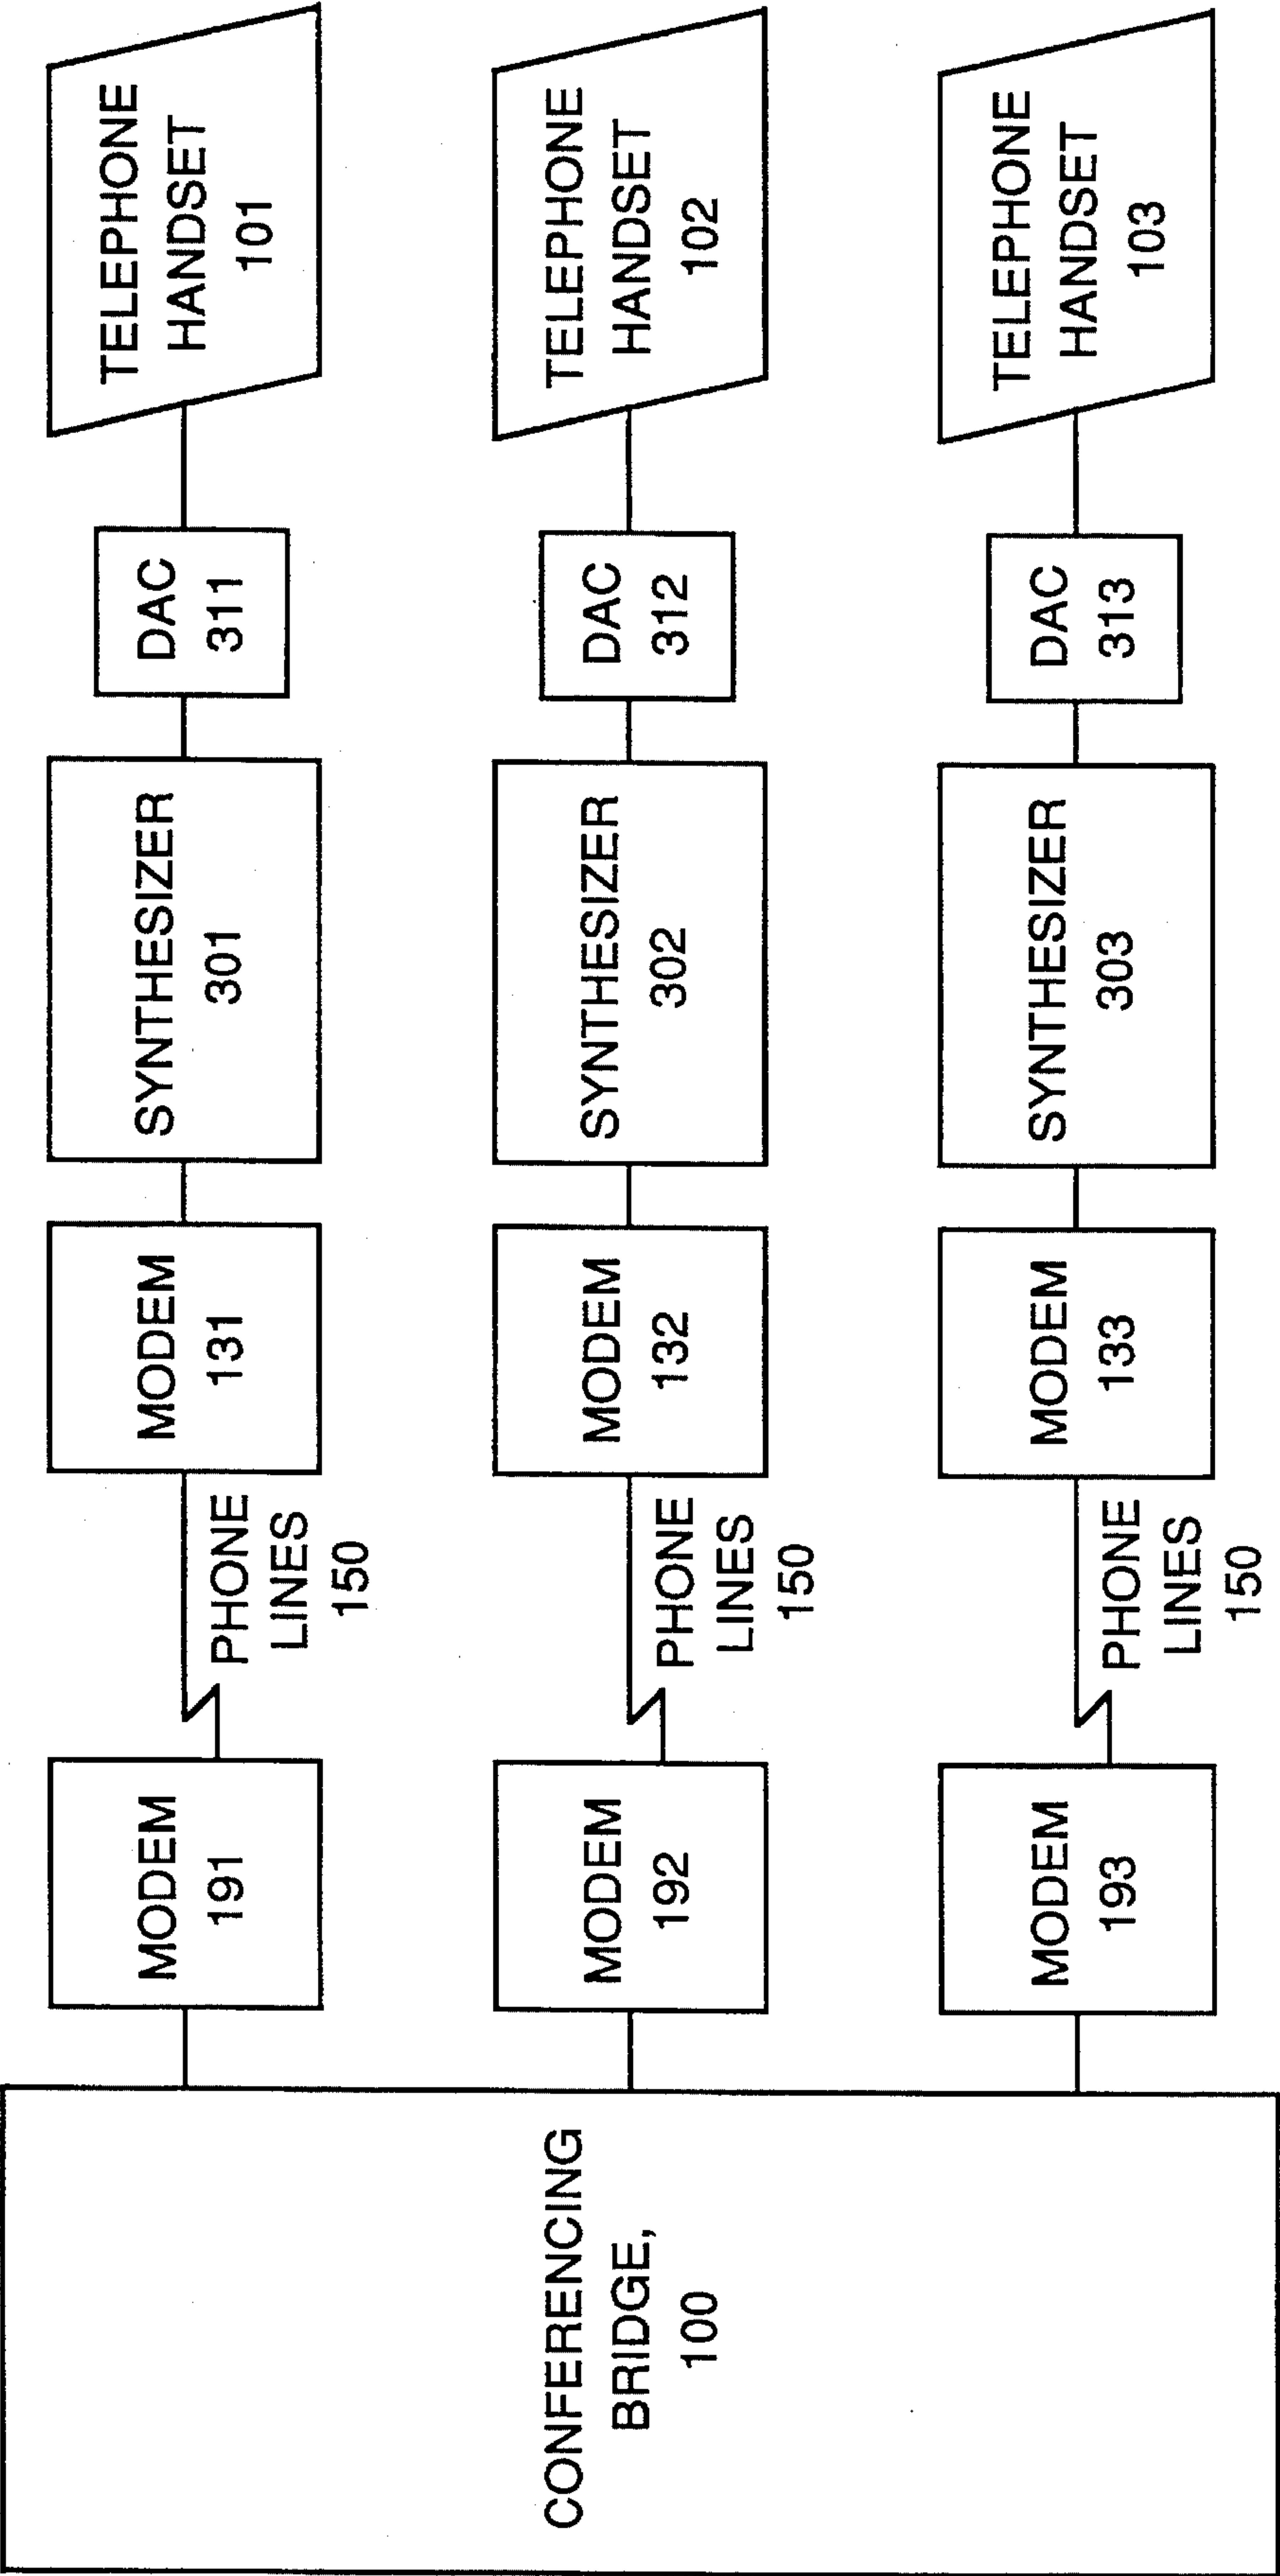 CONFERENCING
BRIDGE,
100
MODEM
191
PHONE
LINES
150
MODEM
131
SYNTHESIZER
301
DAC
311
TELEPHONE
HANDSET
101
MODEM
192
PHONE
LINES
150
MODEM
132
SYNTHESIZER
302
DAC
312
TELEPHONE
HANDSET
102
MODEM
193
PHONE
LINES
150
MODEM
133
SYNTHESIZER
303
DAC
313
TELEPHONE
HANDSET
103